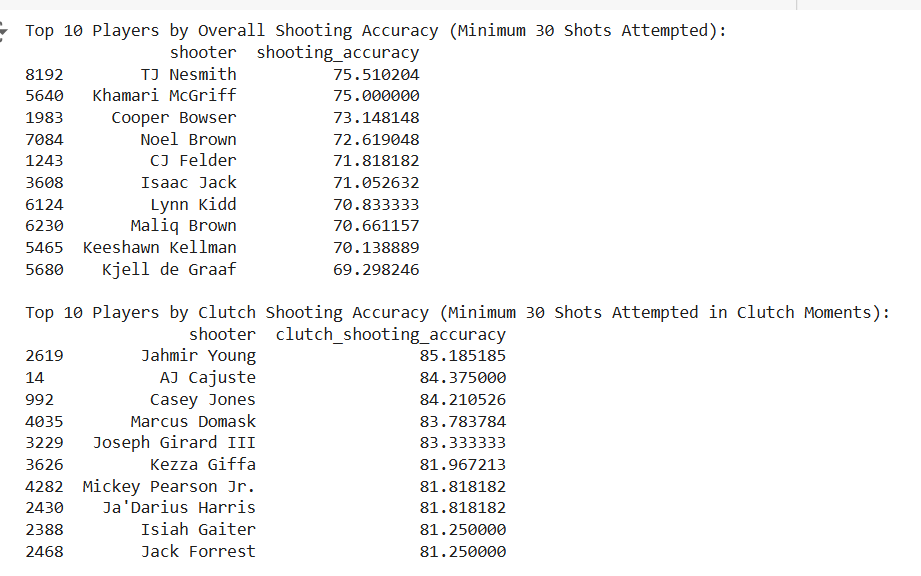 Top 10 Players by Overall Shooting Accuracy (Minimum 30 Shots Attempted):
shooter shooting_accuracy
8192 TJ Nesmith 75.510204
5640 Khamari McGriff 75.000000
1983 Cooper Bowser 73.148148
7084 Noel Brown 72.619048
1243 CJ Felder 71.818182
3608 Isaac Jack 71.052632
6124 Lynn Kidd 70.833333
6230 Maliq Brown 70.661157
5465 Keeshawn Kellman 70.138889
5680 Kjell de Graaf 69.298246
Top 10 Players by Clutch Shooting Accuracy (Minimum 30 Shots Attempted in Clutch Moments):
shooter clutch_shooting_accuracy
2619 Jahmir Young 85.185185
14 AJ Cajuste 84.375000
992 Casey Jones 84.210526
4035 Marcus Domask 83.783784
3229 Joseph Girard III 83.333333
3626 Kezza Giffa 81.967213
4282 Mickey Pearson Jr. 81.818182
2430 Ja'Darius Harris 81.818182
2388 Isiah Gaiter 81.250000
2468 Jack Forrest 81.250000